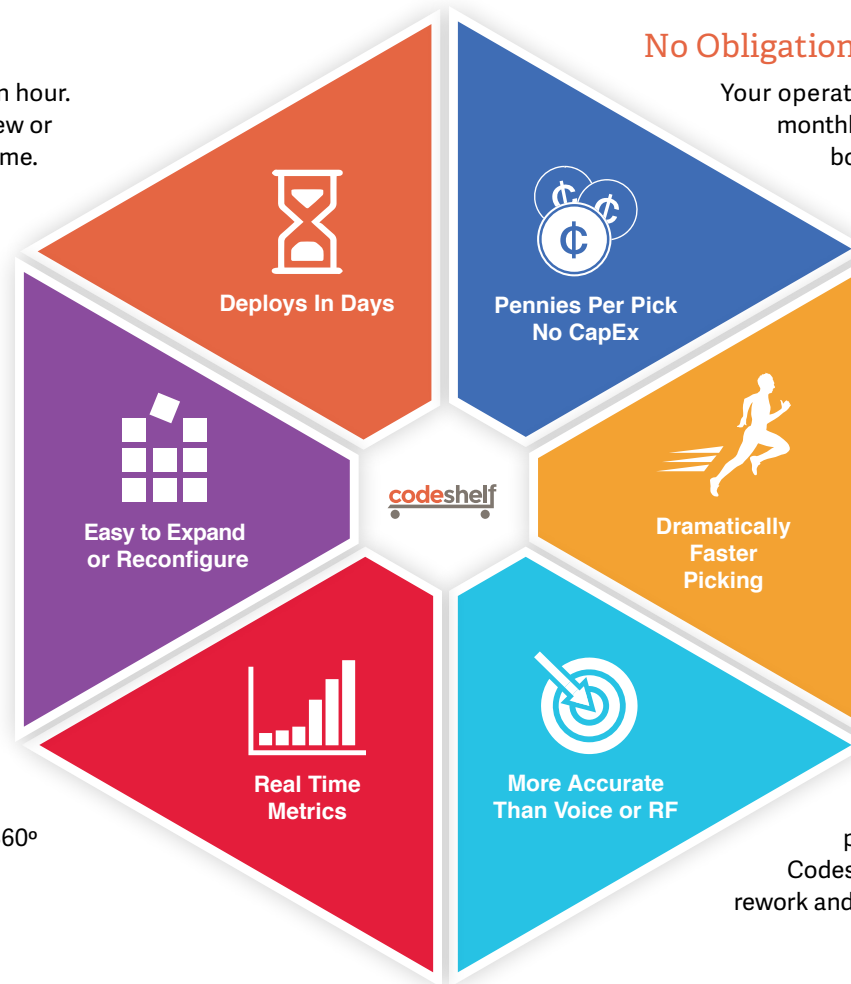 No Obligation
hour.
Your operat
ew or
monthl
me.
bo
Deploys In Days
Pennies Per Pick
No CapEx
Easy to Expand
or Reconfigure
codeshelf
Dramatically
Faster
Picking
Real Time
Metrics
More Accurate
Than Voice or RF
60º
p
Codes
rework and